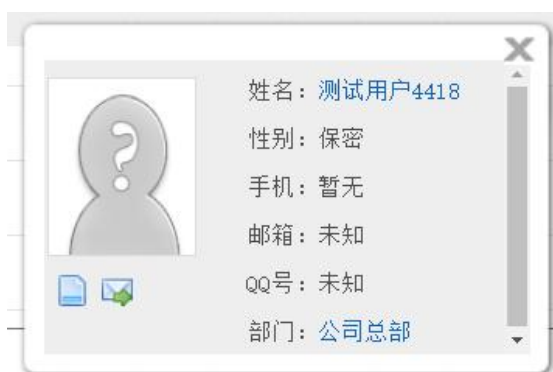 姓名：测试用户4418
性别：保密
手机：暂无
邮箱：未知
QQ号：未知
部门：公司总部